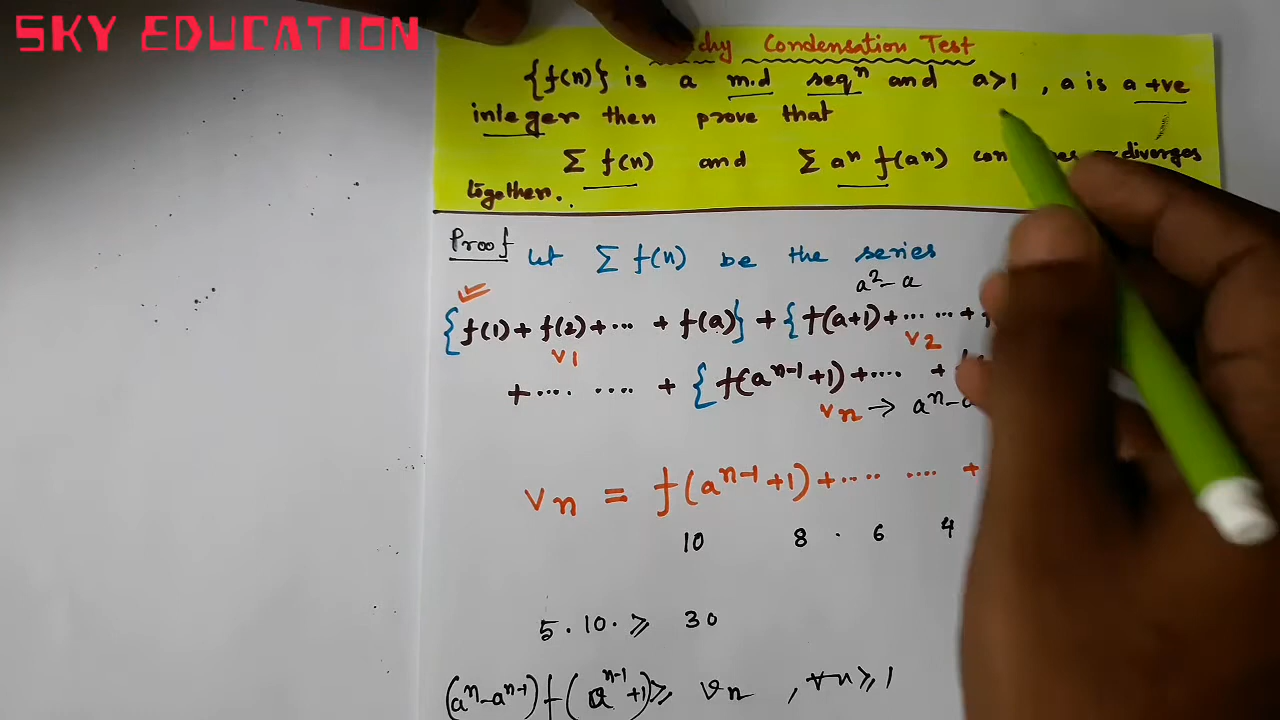 SKY EDUCATION
Condensation Test
{f(n)} is a m.d seqⁿ and a>1 , a is a +ve
integer then prove that
Σ f(n) and Σ aⁿ f(aⁿ) diverges
together..
Proof Let Σ f(n) be the series
a² - a
{f(1) + f(2) + ... + f(a)} + {f(a+1) + ... ... +
v1 v2
+ .... .... + {f(aⁿ⁻¹+1) + .... +
vn → aⁿ -
vn = f(aⁿ⁻¹+1) + .... .... +
10 8 . 6 4
5 . 10 . ⩾ 30
(aⁿ-aⁿ⁻¹) f(aⁿ⁻¹+1) ⩾ vn , ∀n ⩾ 1